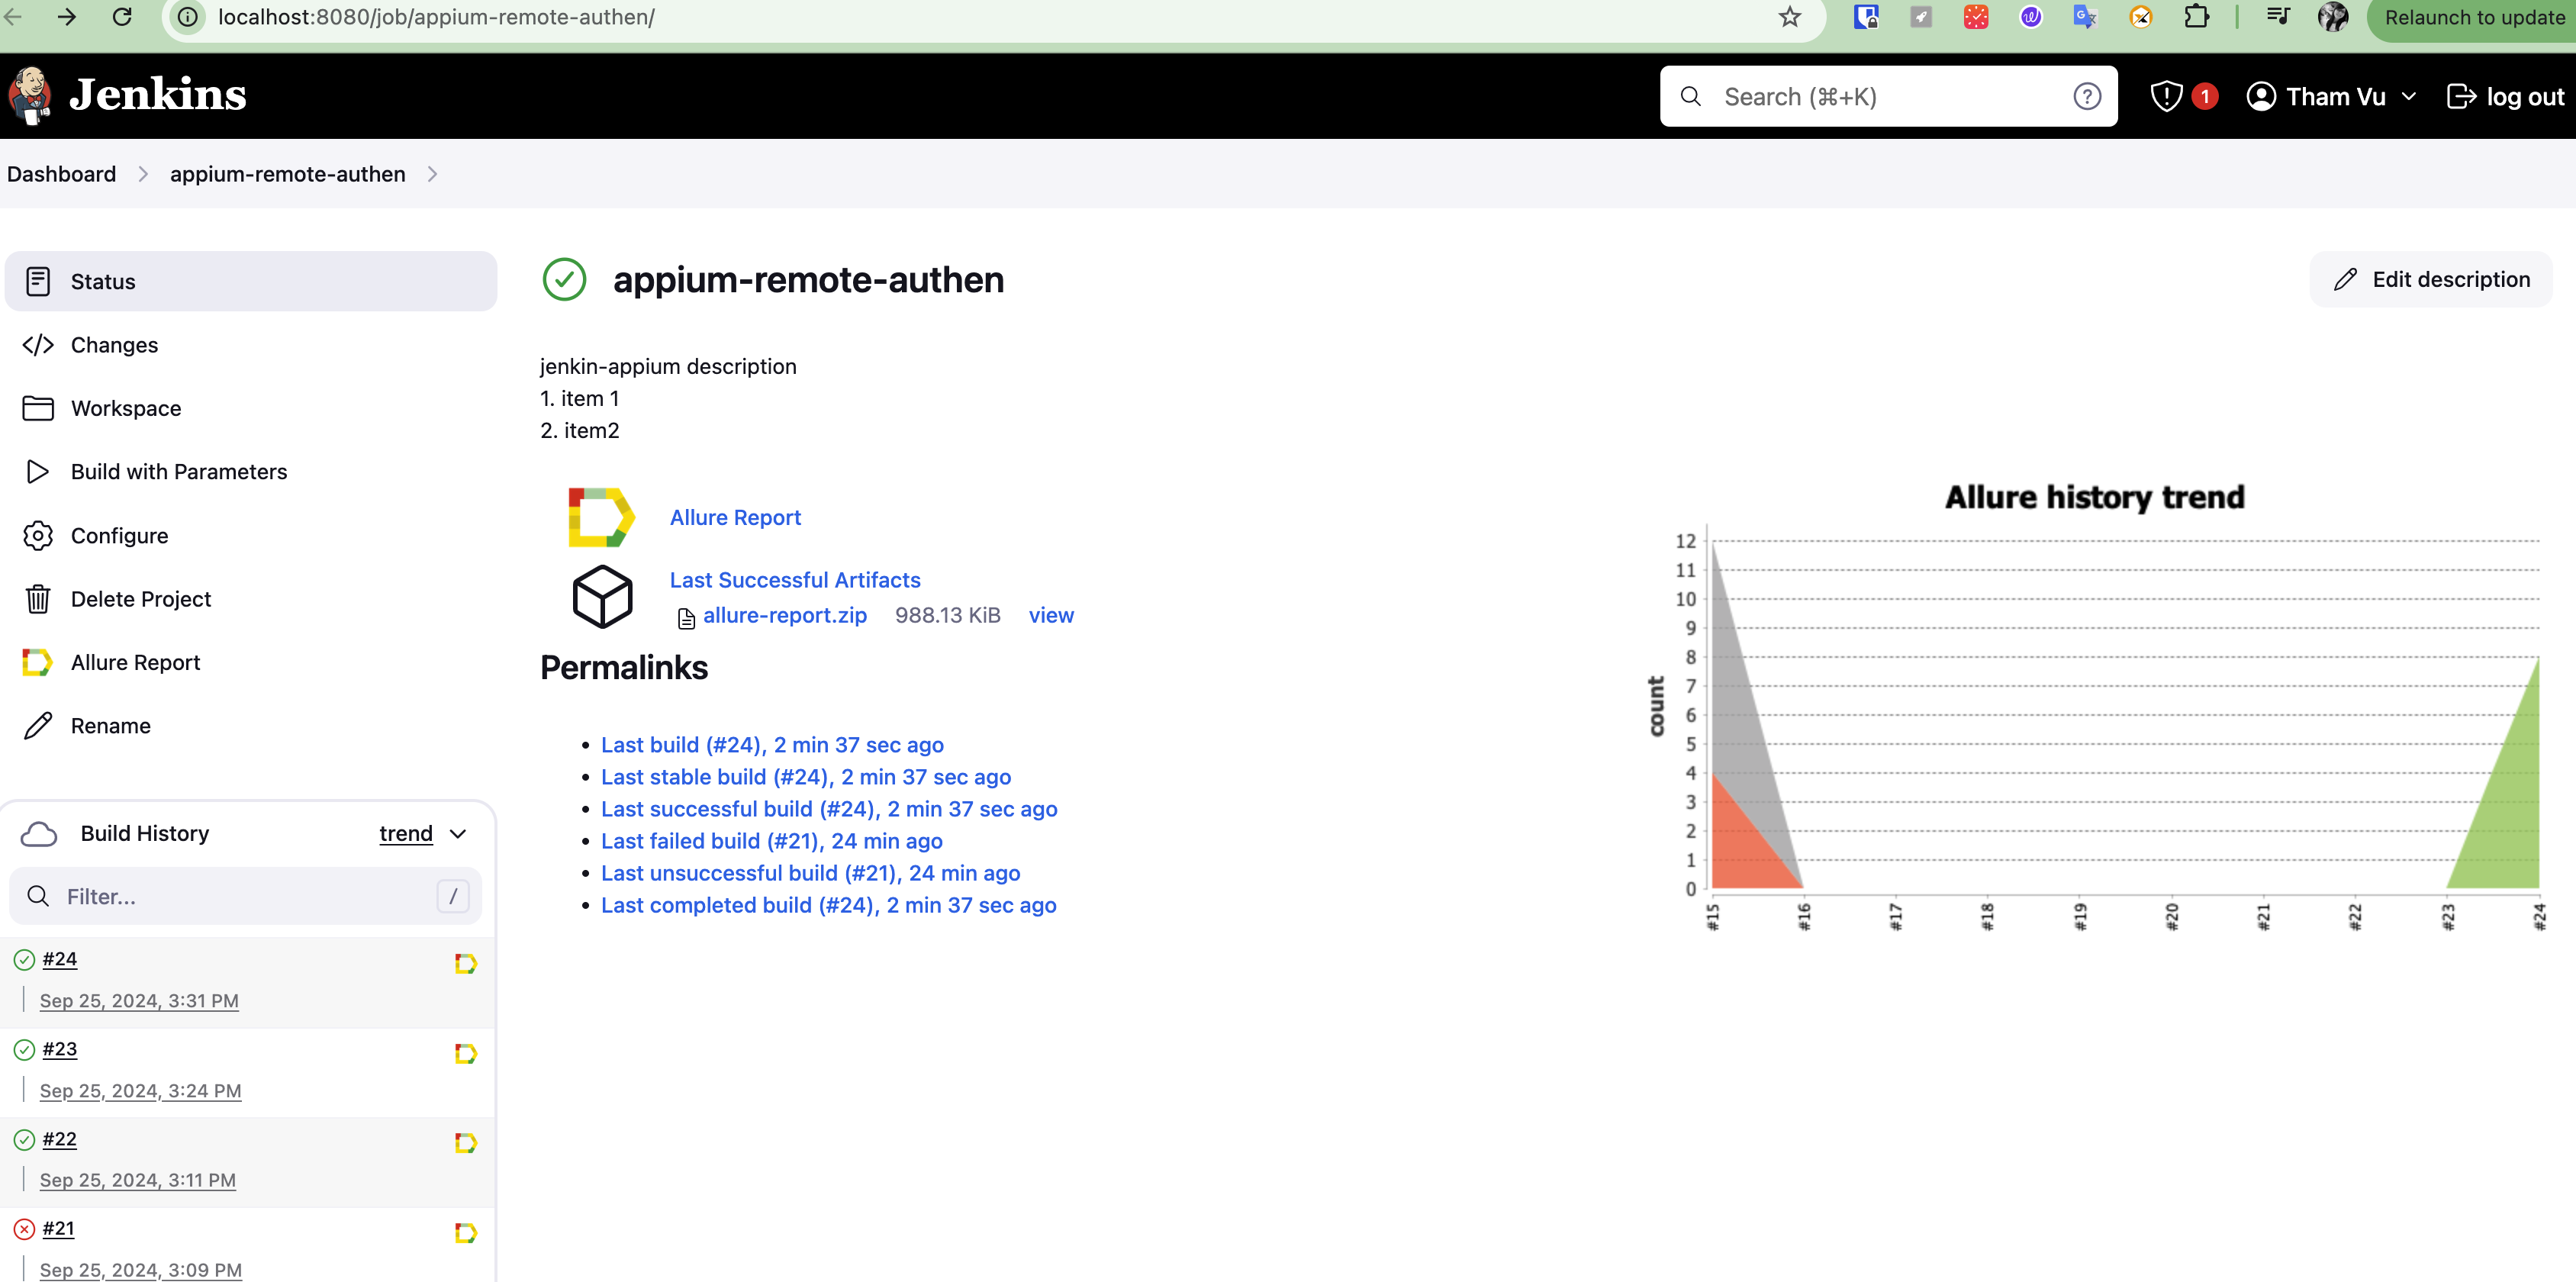 localhost:8080/job/appium-remote-authen/
Relaunch to update
Jenkins
Search (⌘+K)
1
Tham Vu
log out
Dashboard
appium-remote-authen
Status
Changes
Workspace
Build with Parameters
Configure
Delete Project
Allure Report
Rename
Build History
trend
Filter...
/
#24
Sep 25, 2024, 3:31 PM
#23
Sep 25, 2024, 3:24 PM
#22
Sep 25, 2024, 3:11 PM
#21
Sep 25, 2024, 3:09 PM
appium-remote-authen
Edit description
jenkin-appium description
1. item 1
2. item2
Allure Report
Last Successful Artifacts
allure-report.zip 988.13 KiB view
Permalinks
Last build (#24), 2 min 37 sec ago
Last stable build (#24), 2 min 37 sec ago
Last successful build (#24), 2 min 37 sec ago
Last failed build (#21), 24 min ago
Last unsuccessful build (#21), 24 min ago
Last completed build (#24), 2 min 37 sec ago
Allure history trend
count
12
11
10
9
8
7
6
5
4
3
2
1
0
#15
#16
#17
#18
#19
#20
#21
#22
#23
#24